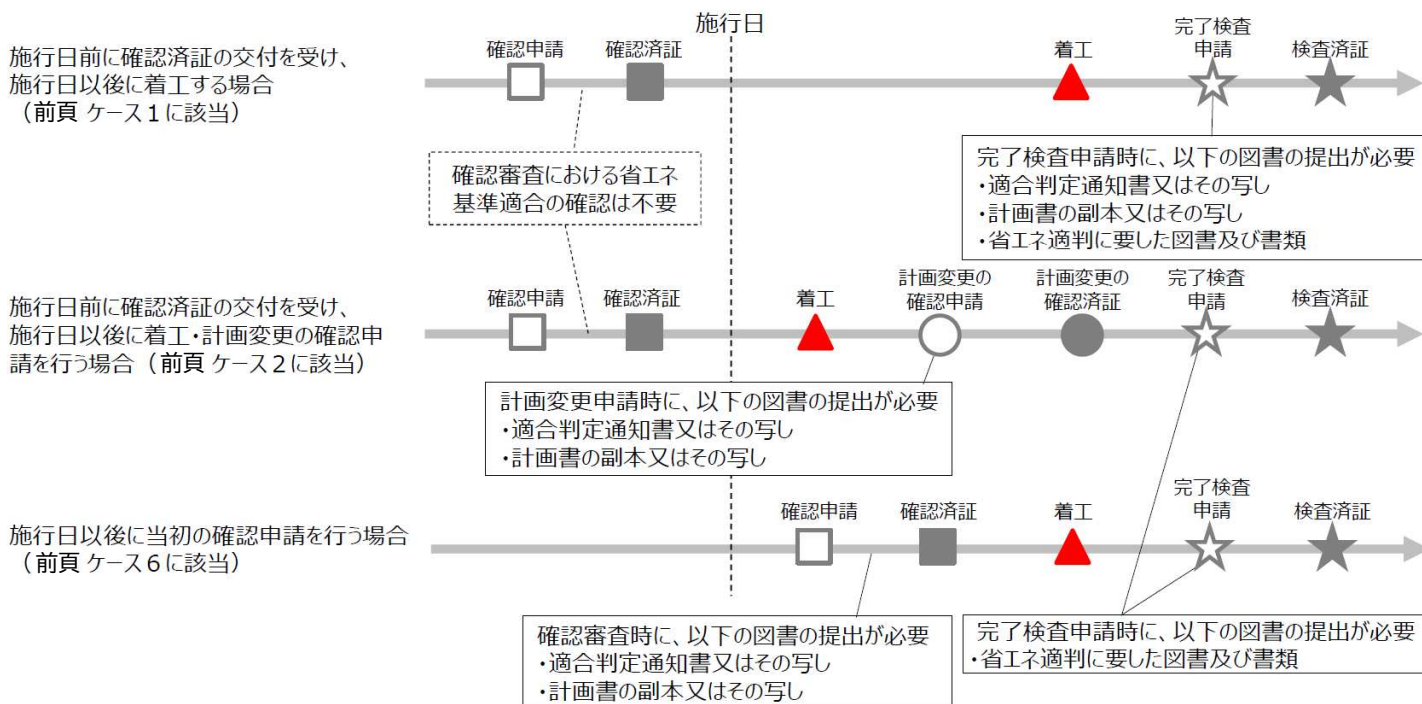 施行日
施行日前に確認済証の交付を受け、
施行日以後に着工する場合
（前頁 ケース１に該当）
確認申請
確認済証
着工
完了検査
申請
検査済証
確認審査における省エネ
基準適合の確認は不要
完了検査申請時に、以下の図書の提出が必要
・適合判定通知書又はその写し
・計画書の副本又はその写し
・省エネ適判に要した図書及び書類
施行日前に確認済証の交付を受け、
施行日以後に着工・計画変更の確認申
請を行う場合（前頁 ケース２に該当）
確認申請
確認済証
着工
計画変更の
確認申請
計画変更の
確認済証
完了検査
申請
検査済証
計画変更申請時に、以下の図書の提出が必要
・適合判定通知書又はその写し
・計画書の副本又はその写し
施行日以後に当初の確認申請を行う場合
（前頁 ケース６に該当）
確認申請
確認済証
着工
完了検査
申請
検査済証
確認審査時に、以下の図書の提出が必要
・適合判定通知書又はその写し
・計画書の副本又はその写し
完了検査申請時に、以下の図書の提出が必要
・省エネ適判に要した図書及び書類